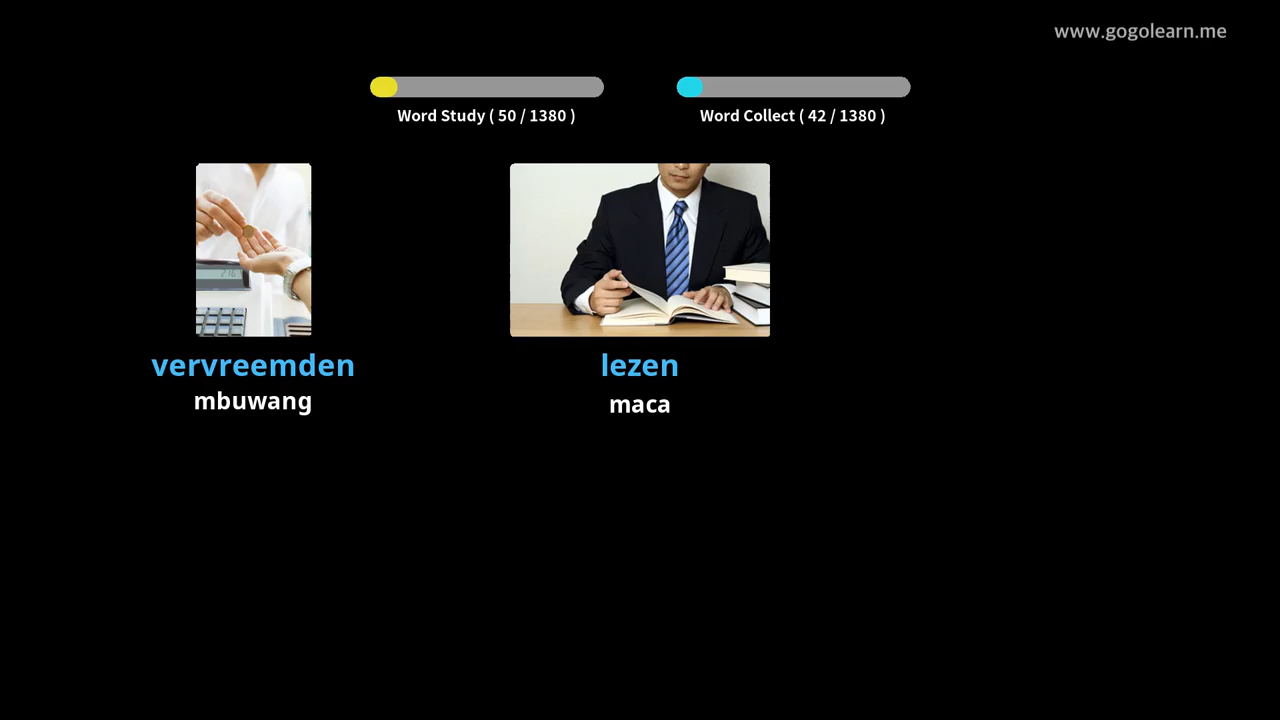 www.gogolearn.me
Word Study ( 50 / 1380 )
Word Collect ( 42 / 1380 )
vervreemden
mbuwang
lezen
maca